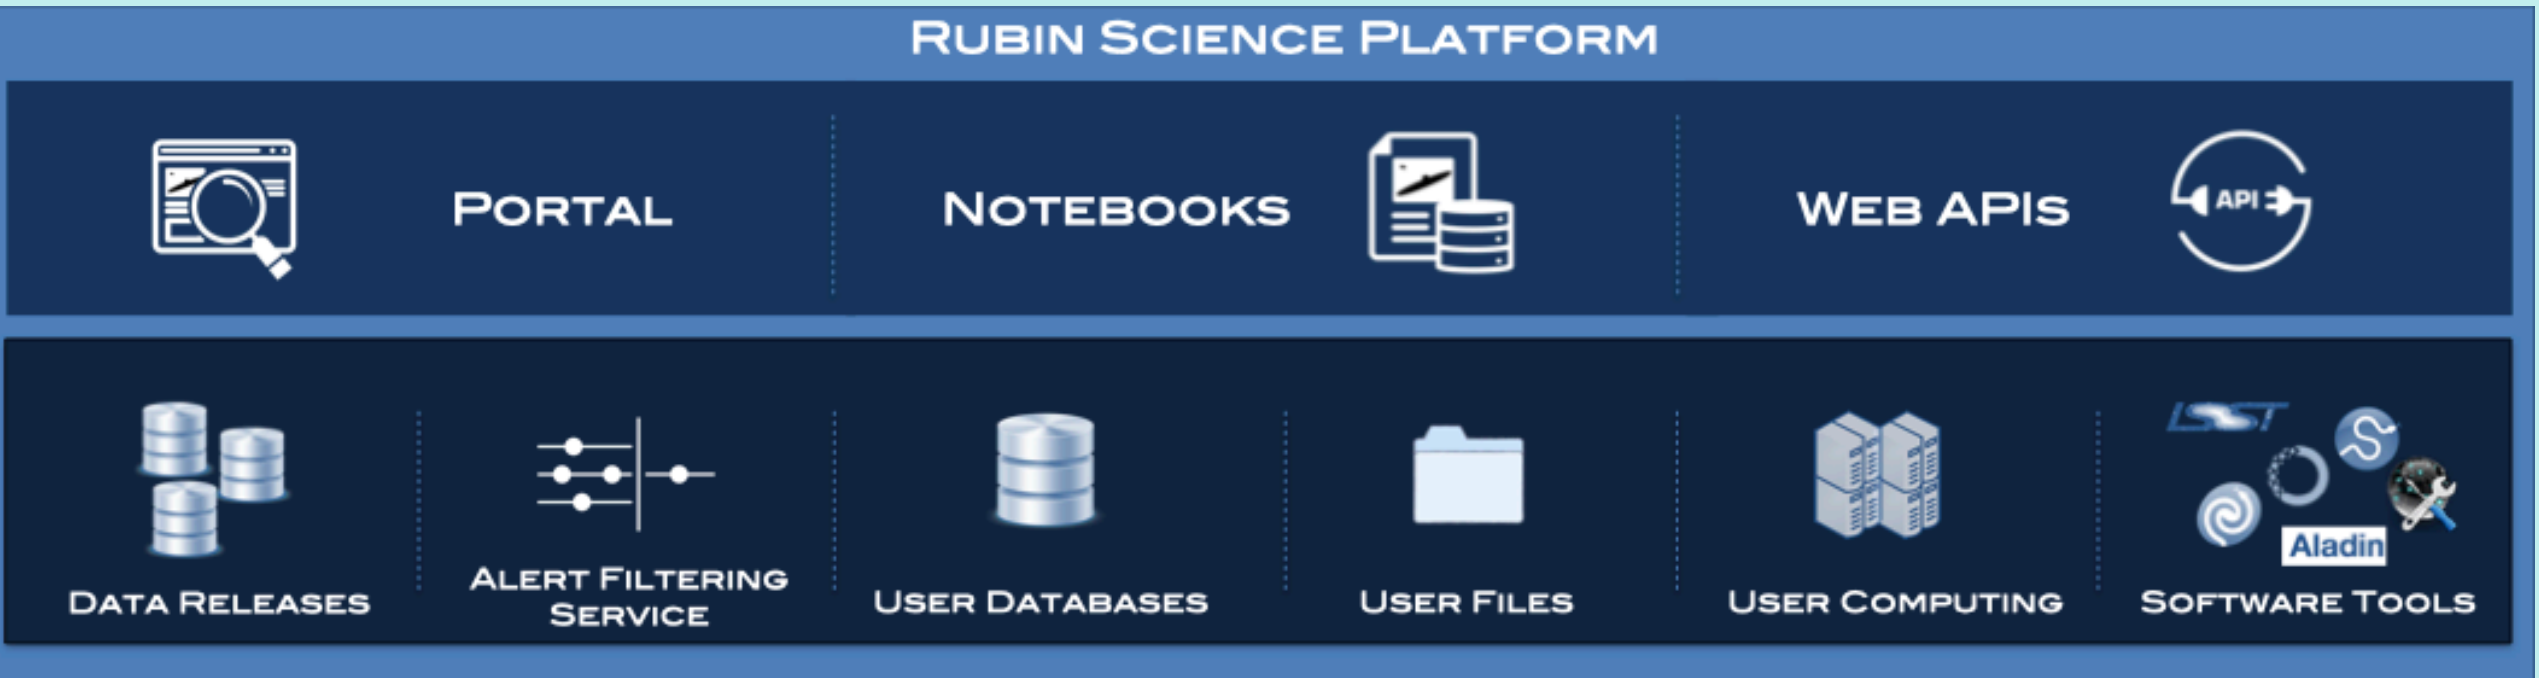 RUBIN SCIENCE PLATFORM
PORTAL
NOTEBOOKS
WEB APIS
API
LSST
Aladin
DATA RELEASES
ALERT FILTERING
SERVICE
USER DATABASES
USER FILES
USER COMPUTING
SOFTWARE TOOLS